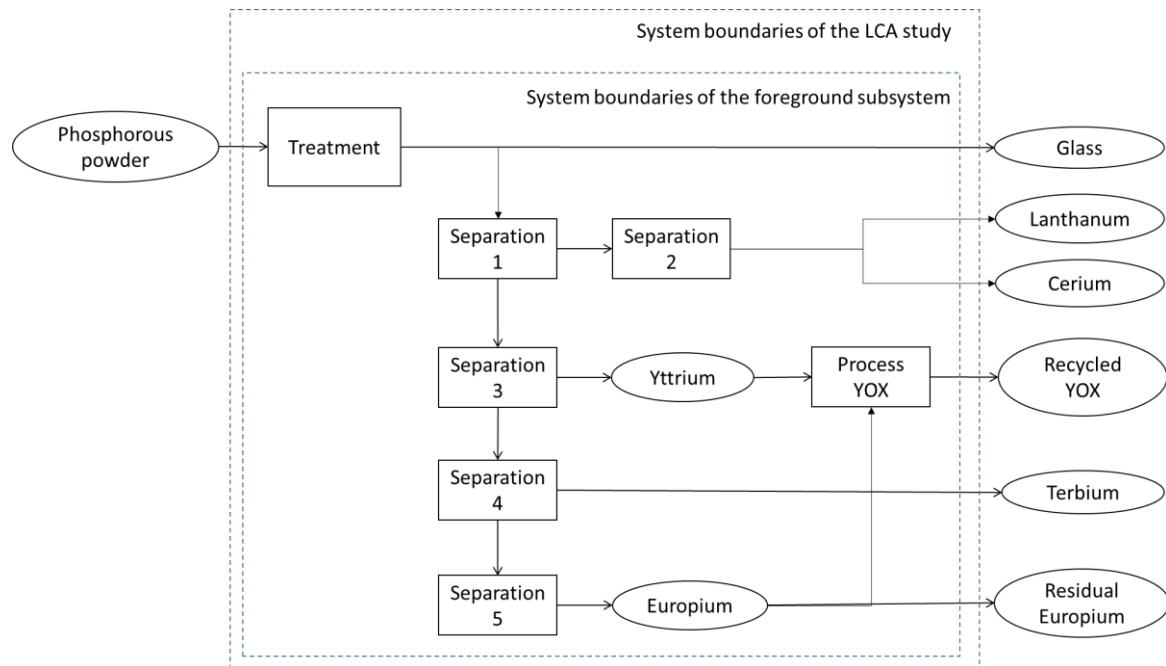 System boundaries of the LCA study
System boundaries of the foreground subsystem
Phosphorous
powder
Treatment
Glass
Separation
1
Separation
2
Lanthanum
Cerium
Separation
3
Yttrium
Process
YOX
Recycled
YOX
Separation
4
Terbium
Separation
5
Europium
Residual
Europium